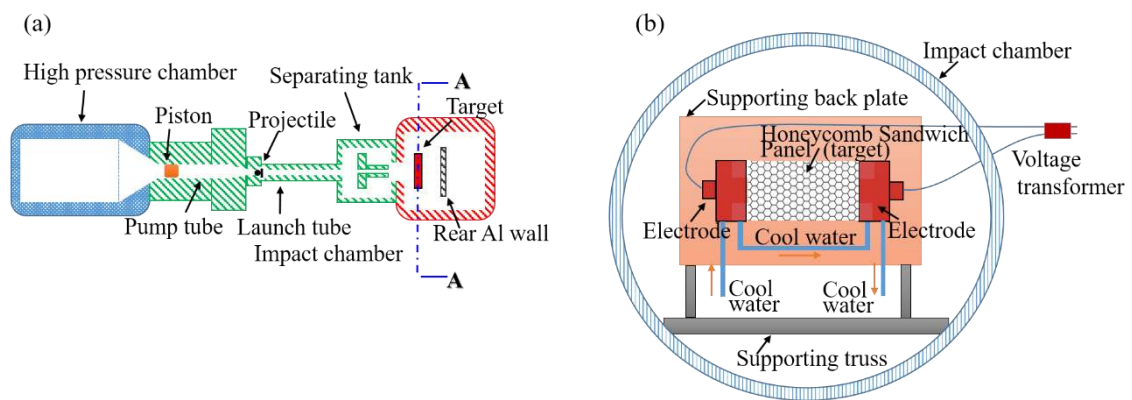 (a)
High pressure chamber
Piston
Projectile
Separating tank
A
Target
Pump tube
Launch tube
Impact chamber
Rear Al wall
A
(b)
Impact chamber
Supporting back plate
Honeycomb Sandwich
Panel (target)
Voltage
transformer
Electrode
Electrode
Cool water
Cool
water
Cool
water
Supporting truss